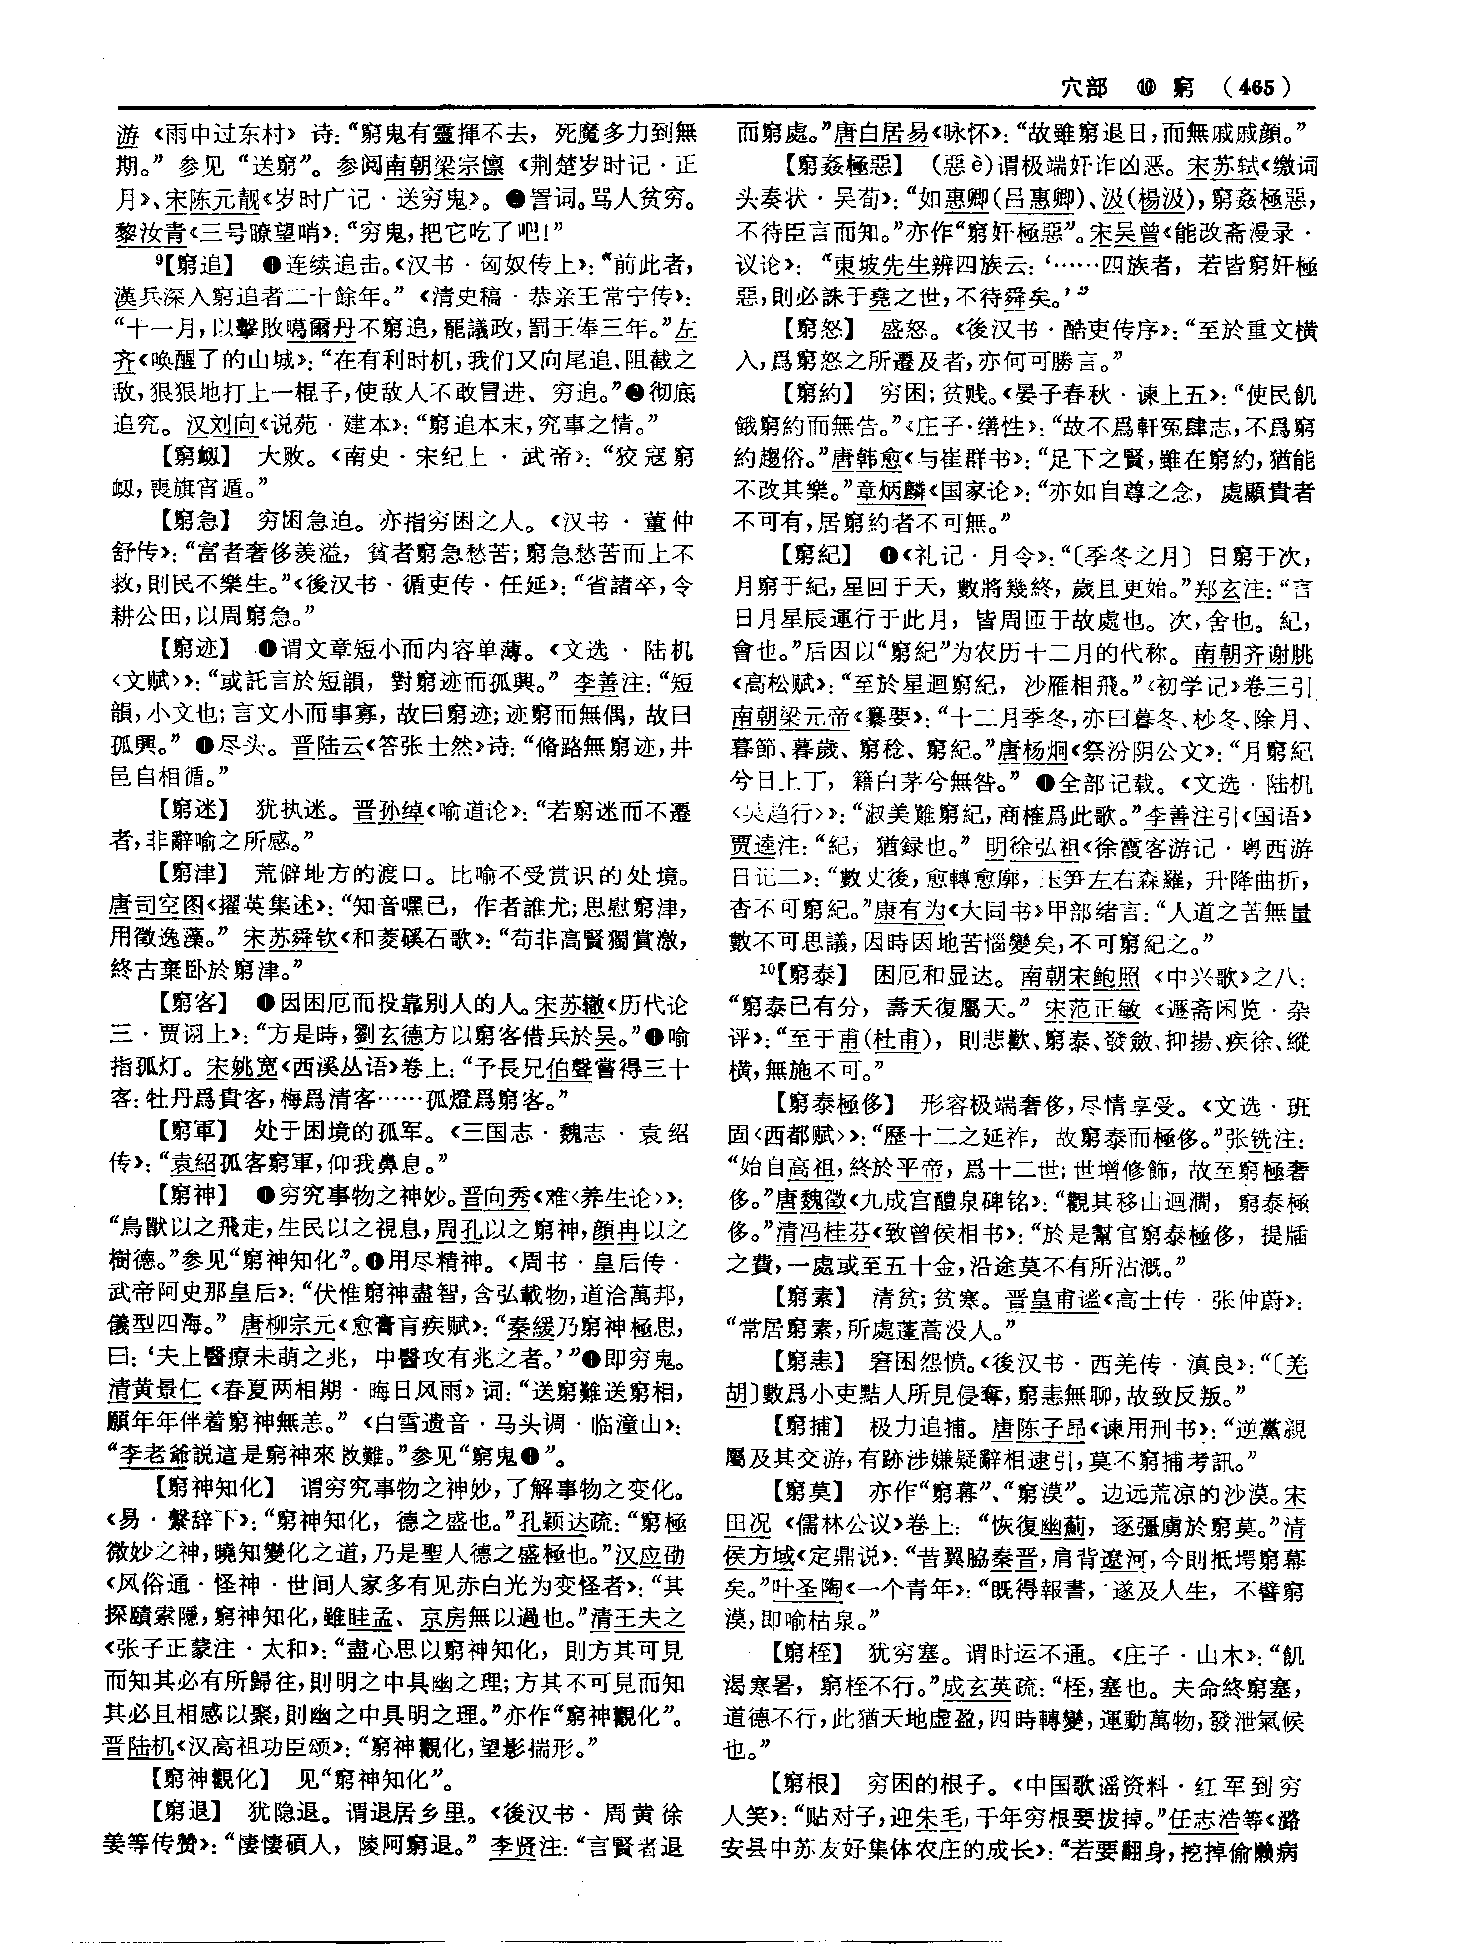 穴部 ⑩ 窮 （465）
游《雨中过东村》诗：“窮鬼有靈揮不去，死魔多力到無
期。”参见“送窮”。参阅南朝梁宗懔《荆楚岁时记·正
月》、宋陈元靓《岁时广记·送穷鬼》。❷詈词。骂人贫穷。
黎汝青《三号瞭望哨》：“穷鬼，把它吃了吧！”
⁹【窮追】 ❶连续追击。《汉书·匈奴传上》：“前此者，
漢兵深入窮追者二十餘年。”《清史稿·恭亲王常宁传》：
“十一月，以擊敗噶爾丹不窮追，罷議政，罰王俸三年。”左
齐《唤醒了的山城》：“在有利时机，我们又向尾追、阻截之
敌，狠狠地打上一棍子，使敌人不敢冒进、穷追。”❷彻底
追究。汉刘向《说苑·建本》：“窮追本末，究事之情。”
【窮衂】 大败。《南史·宋纪上·武帝》：“狡寇窮
衂，喪旗宵遁。”
【窮急】 穷困急迫。亦指穷困之人。《汉书·董仲
舒传》：“富者奢侈羡溢，貧者窮急愁苦；窮急愁苦而上不
救，則民不樂生。”《後汉书·循吏传·任延》：“省諸卒，令
耕公田，以周窮急。”
【窮迹】 ❶谓文章短小而内容单薄。《文选·陆机
〈文赋〉》：“或託言於短韻，對窮迹而孤興。”李善注：“短
韻，小文也；言文小而事寡，故曰窮迹；迹窮而無偶，故曰
孤興。”❷尽头。晋陆云《答张士然》诗：“脩路無窮迹，井
邑自相循。”
【窮迷】 犹执迷。晋孙绰《喻道论》：“若窮迷而不遷
者，非辭喻之所感。”
【窮津】 荒僻地方的渡口。比喻不受赏识的处境。
唐司空图《擢英集述》：“知音嘿已，作者誰尤；思慰窮津，
用徵逸藻。”宋苏舜钦《和菱磎石歌》：“苟非高賢獨賞激，
終古棄卧於窮津。”
【窮客】 ❶因困厄而投靠别人的人。宋苏辙《历代论
三·贾诩上》：“方是時，劉玄德方以窮客借兵於吴。”❷喻
指孤灯。宋姚宽《西溪丛语》卷上：“予長兄伯聲嘗得三十
客：牡丹爲貴客，梅爲清客……孤燈爲窮客。”
【窮軍】 处于困境的孤军。《三国志·魏志·袁绍
传》：“袁紹孤客窮軍，仰我鼻息。”
【窮神】 ❶穷究事物之神妙。晋向秀《难〈养生论〉》：
“鳥獸以之飛走，生民以之視息，周孔以之窮神，顔冉以之
樹德。”参见“窮神知化”。❷用尽精神。《周书·皇后传·
武帝阿史那皇后》：“伏惟窮神盡智，含弘載物，道洽萬邦，
儀型四海。”唐柳宗元《愈膏肓疾赋》：“秦緩乃窮神極思，
曰：‘夫上醫療未萌之兆，中醫攻有兆之者。’”❸即穷鬼。
清黄景仁《春夏两相期·晦日风雨》词：“送窮難送窮相，
願年年伴着窮神無恙。”《白雪遗音·马头调·临潼山》：
“李老爺説這是窮神來救難。”参见“窮鬼❶”。
【窮神知化】 谓穷究事物之神妙，了解事物之变化。
《易·繫辞下》：“窮神知化，德之盛也。”孔颖达疏：“窮極
微妙之神，曉知變化之道，乃是聖人德之盛極也。”汉应劭
《风俗通·怪神·世间人家多有见赤白光为变怪者》：“其
探賾索隱，窮神知化，雖眭孟、京房無以過也。”清王夫之
《张子正蒙注·太和》：“盡心思以窮神知化，則方其可見
而知其必有所歸往，則明之中具幽之理；方其不可見而知
其必且相感以聚，則幽之中具明之理。”亦作“窮神觀化”。
晋陆机《汉高祖功臣颂》：“窮神觀化，望影揣形。”
【窮神觀化】 见“窮神知化”。
【窮退】 犹隐退。谓退居乡里。《後汉书·周黄徐
姜等传赞》：“悽悽碩人，陵阿窮退。”李贤注：“言賢者退
而窮處。”唐白居易《咏怀》：“故雖窮退日，而無戚戚顔。”
【窮姦極惡】 （惡è）谓极端奸诈凶恶。宋苏轼《缴词
头奏状·吴荀》：“如惠卿（吕惠卿）、汲（楊汲），窮姦極惡，
不待臣言而知。”亦作“窮奸極惡”。宋吴曾《能改斋漫录·
议论》：“東坡先生辨四族云：‘……四族者，若皆窮奸極
惡，則必誅于堯之世，不待舜矣。’”
【窮怒】 盛怒。《後汉书·酷吏传序》：“至於重文横
入，爲窮怒之所遷及者，亦何可勝言。”
【窮約】 穷困；贫贱。《晏子春秋·谏上五》：“使民飢
餓窮約而無告。”《庄子·缮性》：“故不爲軒冕肆志，不爲窮
約趨俗。”唐韩愈《与崔群书》：“足下之賢，雖在窮約，猶能
不改其樂。”章炳麟《国家论》：“亦如自尊之念，處顯貴者
不可有，居窮約者不可無。”
【窮紀】 ❶《礼记·月令》：“〔季冬之月〕日窮于次，
月窮于紀，星回于天，數將幾終，歲且更始。”郑玄注：“言
日月星辰運行于此月，皆周匝于故處也。次，舍也。紀，
會也。”后因以“窮紀”为农历十二月的代称。南朝齐谢朓
《高松赋》：“至於星迴窮紀，沙雁相飛。”《初学记》卷三引
南朝梁元帝《纂要》：“十二月季冬，亦曰暮冬、杪冬、除月、
暮節、暮歲、窮稔、窮紀。”唐杨炯《祭汾阴公文》：“月窮紀
兮日上丁，籍白茅兮無咎。”❷全部记载。《文选·陆机
〈吴趋行〉》：“淑美難窮紀，商榷爲此歌。”李善注引《国语》
贾逵注：“紀，猶録也。”明徐弘祖《徐霞客游记·粤西游
日记二》：“數丈後，愈轉愈廓，玉笋左右森羅，升降曲折，
杳不可窮紀。”康有为《大同书》甲部绪言：“人道之苦無量
數不可思議，因時因地苦惱變矣，不可窮紀之。”
¹⁰【窮泰】 困厄和显达。南朝宋鲍照《中兴歌》之八：
“窮泰已有分，壽夭復屬天。”宋范正敏《遯斋闲览·杂
评》：“至于甫（杜甫），則悲歡、窮泰、發斂、抑揚、疾徐、縱
横，無施不可。”
【窮泰極侈】 形容极端奢侈，尽情享受。《文选·班
固〈西都赋〉》：“歷十二之延祚，故窮泰而極侈。”张铣注：
“始自高祖，終於平帝，爲十二世；世增修飾，故至窮極奢
侈。”唐魏徵《九成宫醴泉碑铭》：“觀其移山迴澗，窮泰極
侈。”清冯桂芬《致曾侯相书》：“於是幫官窮泰極侈，提牐
之費，一處或至五十金，沿途莫不有所沾溉。”
【窮素】 清贫；贫寒。晋皇甫谧《高士传·张仲蔚》：
“常居窮素，所處蓬蒿没人。”
【窮恚】 窘困怨愤。《後汉书·西羌传·滇良》：“〔羌
胡〕數爲小吏黠人所見侵奪，窮恚無聊，故致反叛。”
【窮捕】 极力追捕。唐陈子昂《谏用刑书》：“逆黨親
屬及其交游，有跡涉嫌疑辭相逮引，莫不窮捕考訊。”
【窮莫】 亦作“窮幕”、“窮漠”。边远荒凉的沙漠。宋
田况《儒林公议》卷上：“恢復幽薊，逐彊虜於窮莫。”清
侯方域《定鼎说》：“昔翼脇秦晋，肩背遼河，今則抵堮窮幕
矣。”叶圣陶《一个青年》：“既得報書，遂及人生，不譬窮
漠，即喻枯泉。”
【窮桎】 犹穷塞。谓时运不通。《庄子·山木》：“飢
渴寒暑，窮桎不行。”成玄英疏：“桎，塞也。夫命終窮塞，
道德不行，此猶天地虚盈，四時轉變，運動萬物，發泄氣候
也。”
【窮根】 穷困的根子。《中国歌谣资料·红军到穷
人笑》：“贴对子，迎朱毛，千年穷根要拔掉。”任志浩等《潞
安县中苏友好集体农庄的成长》：“若要翻身，挖掉偷懒病